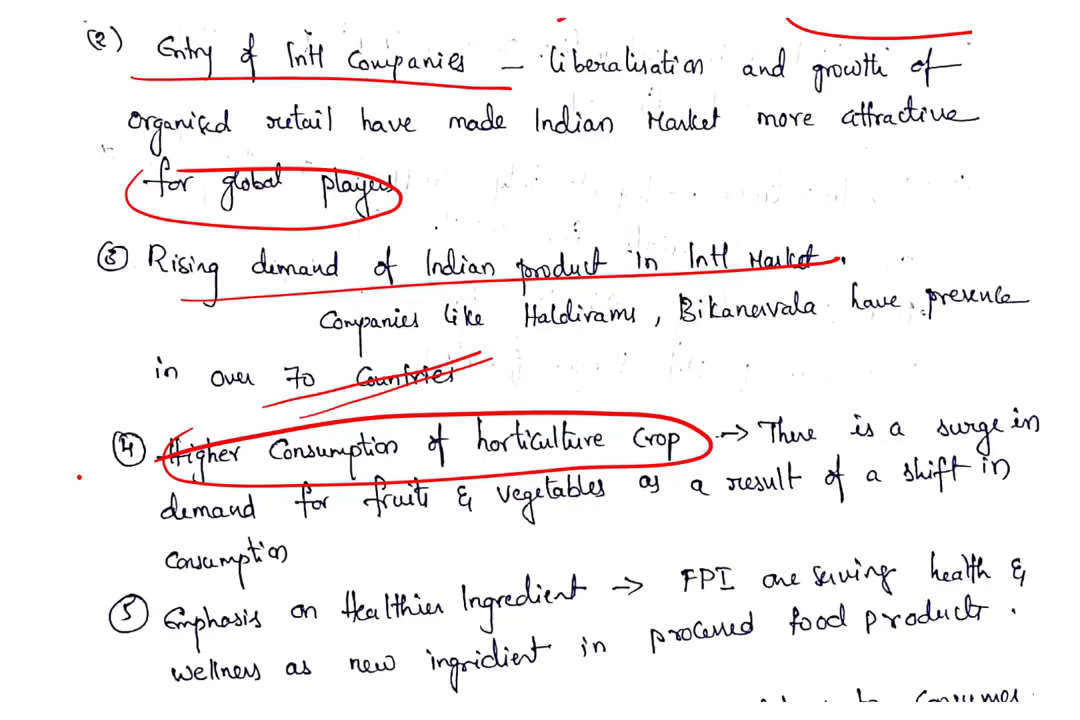 (2) Entry of Intl Companies - liberalisation and growth of
organised retail have made Indian Market more attractive
for global players
③ Rising demand of Indian product in Intl Market.
Companies like Haldirams, Bikanervala have presence
in over 70 Countries
④ Higher Consumption of horticulture Crop → There is a surge in
demand for fruits & vegetables as a result of a shift in
Consumption
⑤ Emphasis on Healthier Ingredient → FPI are serving health &
wellness as new ingridient in processed food products.
to consumes